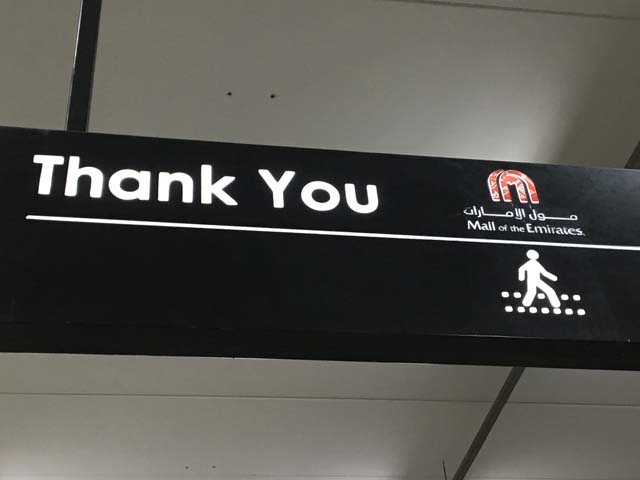 Thank You
مول الإمارات
Mall of the Emirates